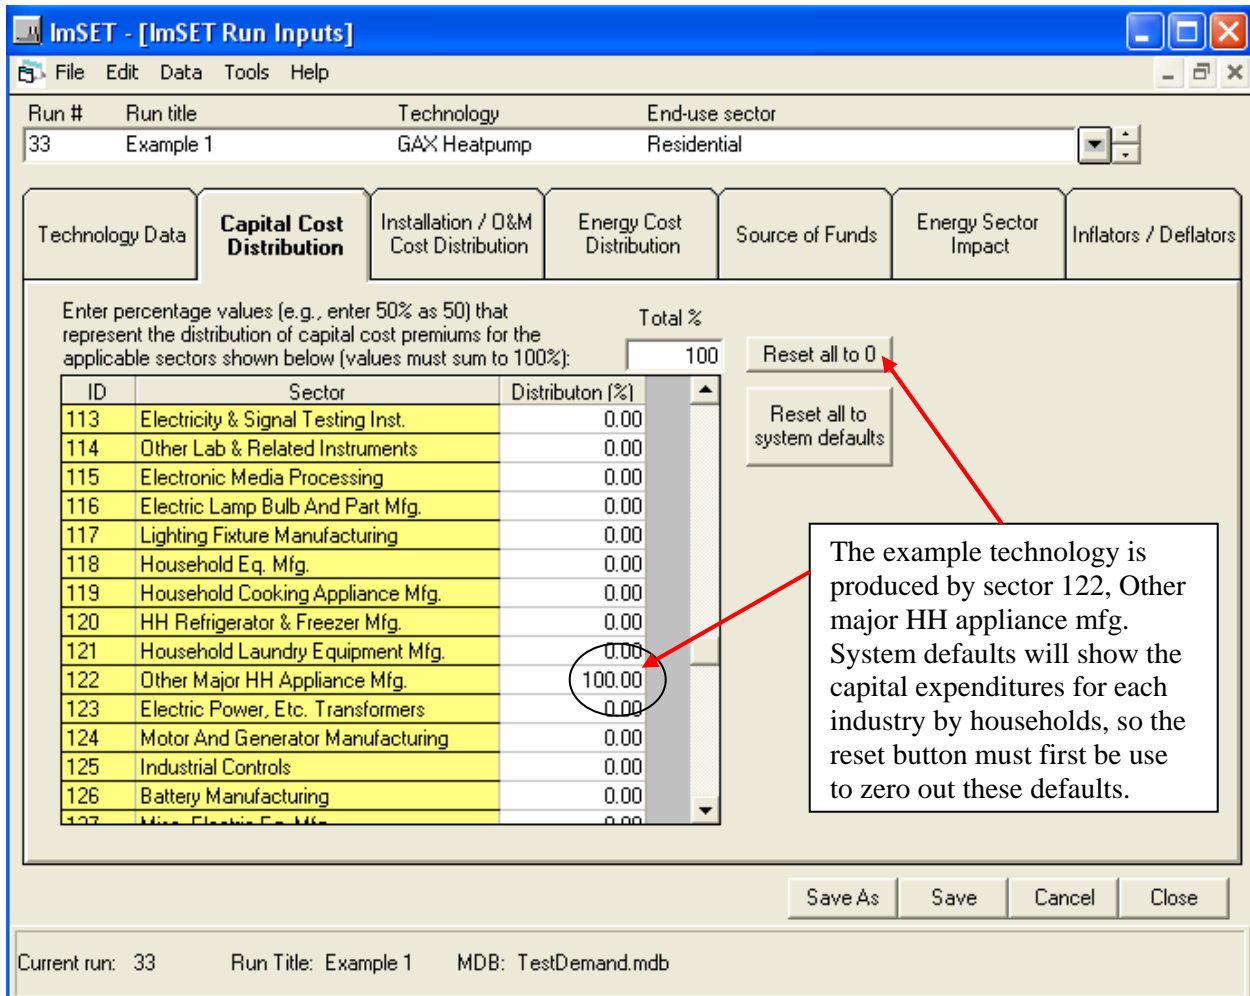 ImSET - [ImSET Run Inputs]
File Edit Data Tools Help
Run # Run title Technology End-use sector
33 Example 1 GAX Heatpump Residential
Technology Data
Capital Cost
Distribution
Installation / O&M
Cost Distribution
Energy Cost
Distribution
Source of Funds
Energy Sector
Impact
Inflators / Deflators
Enter percentage values (e.g., enter 50% as 50) that
represent the distribution of capital cost premiums for the
applicable sectors shown below (values must sum to 100%):
Total %
100
Reset all to 0
Reset all to
system defaults
ID Sector Distributon (%)
113 Electricity & Signal Testing Inst. 0.00
114 Other Lab & Related Instruments 0.00
115 Electronic Media Processing 0.00
116 Electric Lamp Bulb And Part Mfg. 0.00
117 Lighting Fixture Manufacturing 0.00
118 Household Eq. Mfg. 0.00
119 Household Cooking Appliance Mfg. 0.00
120 HH Refrigerator & Freezer Mfg. 0.00
121 Household Laundry Equipment Mfg. 0.00
122 Other Major HH Appliance Mfg. 100.00
123 Electric Power, Etc. Transformers 0.00
124 Motor And Generator Manufacturing 0.00
125 Industrial Controls 0.00
126 Battery Manufacturing 0.00
127 Misc. Electric Eq. Mfg. 0.00
The example technology is
produced by sector 122, Other
major HH appliance mfg.
System defaults will show the
capital expenditures for each
industry by households, so the
reset button must first be use
to zero out these defaults.
Save As Save Cancel Close
Current run: 33 Run Title: Example 1 MDB: TestDemand.mdb